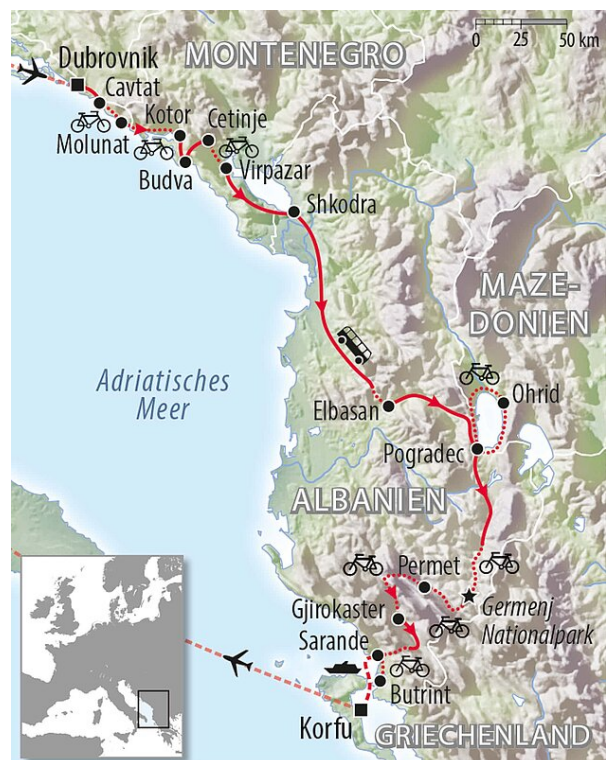 0 25 50 km
MONTENEGRO
Dubrovnik
Cavtat
Kotor
Cetinje
Molunat
Budva
Virpazar
Shkodra
MAZE-
DONIEN
Adriatisches
Meer
Ohrid
Elbasan
Pogradec
ALBANIEN
Permet
Gjirokaster
Germenj
Nationalpark
Sarande
Butrint
Korfu
GRIECHENLAND